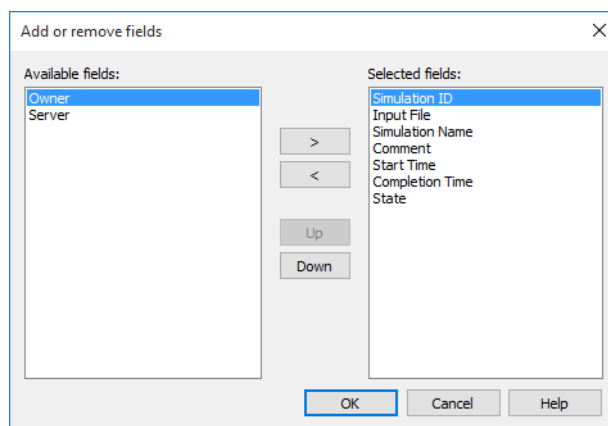 Add or remove fields
Available fields:
Owner
Server
>
<
Up
Down
Selected fields:
Simulation ID
Input File
Simulation Name
Comment
Start Time
Completion Time
State
OK
Cancel
Help